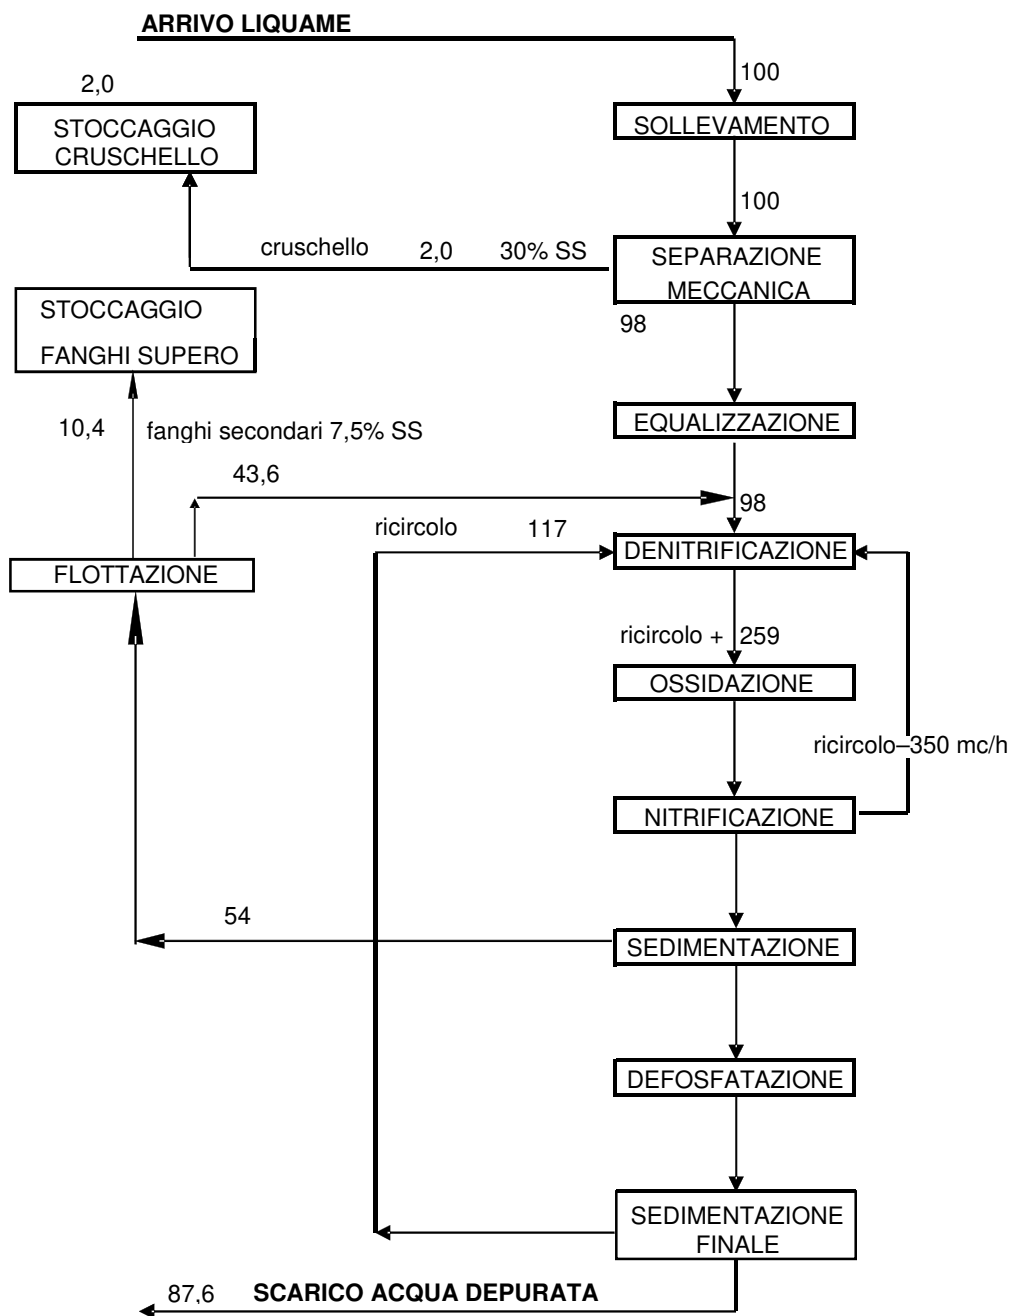 ARRIVO LIQUAME
100
2,0
STOCCAGGIO
CRUSCHELLO
SOLLEVAMENTO
100
cruschello 2,0 30% SS
SEPARAZIONE
MECCANICA
98
STOCCAGGIO
FANGHI SUPERO
EQUALIZZAZIONE
10,4 fanghi secondari 7,5% SS
43,6
98
ricircolo 117
DENITRIFICAZIONE
FLOTTAZIONE
ricircolo + 259
OSSIDAZIONE
ricircolo–350 mc/h
NITRIFICAZIONE
54
SEDIMENTAZIONE
DEFOSFATAZIONE
SEDIMENTAZIONE
FINALE
87,6 SCARICO ACQUA DEPURATA